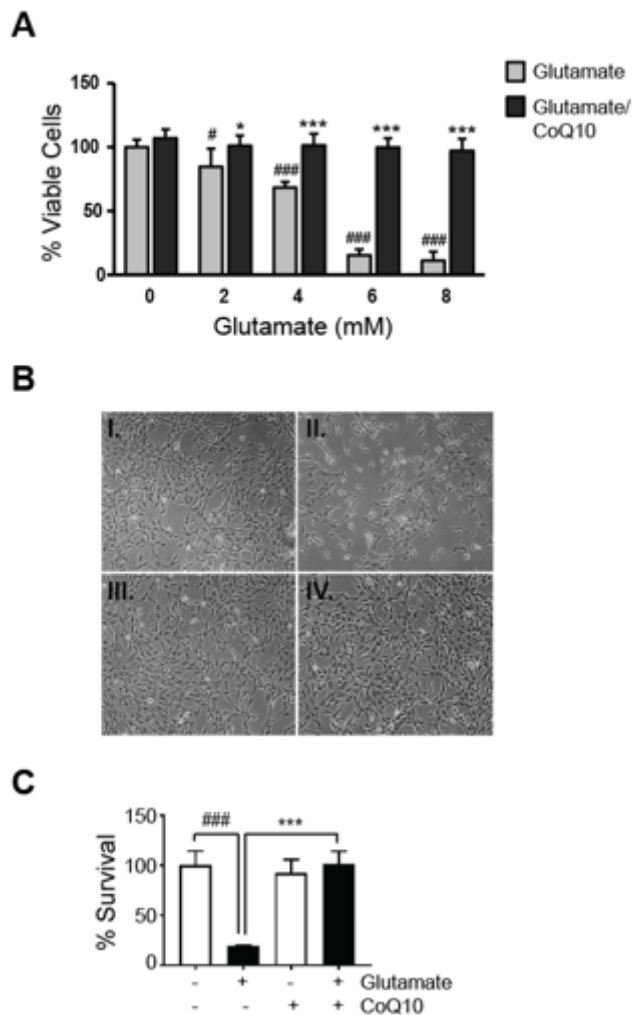 A
150
100
50
0
% Viable Cells
# * ### *** ### *** ### ***
0 2 4 6 8
Glutamate (mM)
Glutamate
Glutamate/
CoQ10
B
I. II.
III. IV.
C
150
100
50
0
% Survival
### ***
- + - + Glutamate
- - + + CoQ10